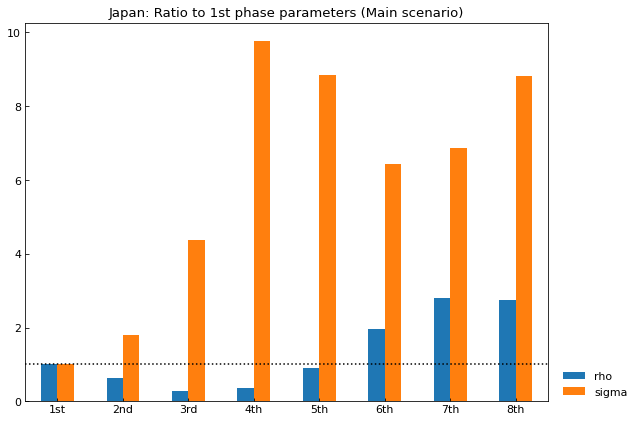 Japan: Ratio to 1st phase parameters (Main scenario)
10
8
6
4
2
0
1st 2nd 3rd 4th 5th 6th 7th 8th
rho
sigma